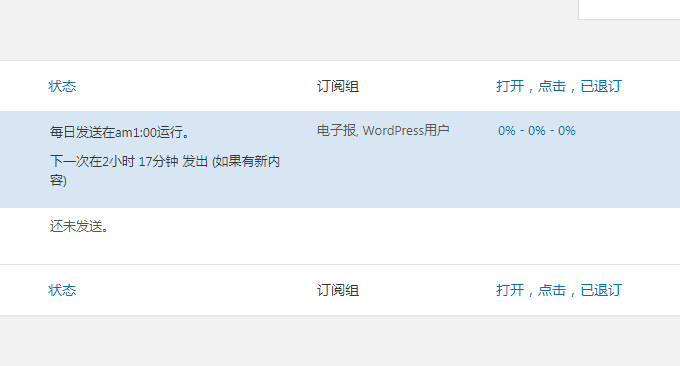 状态 订阅组 打开，点击，已退订
每日发送在am1:00运行。 电子报, WordPress用户 0% - 0% - 0%
下一次在2小时 17分钟 发出 (如果有新内
容)
还未发送。
状态 订阅组 打开，点击，已退订